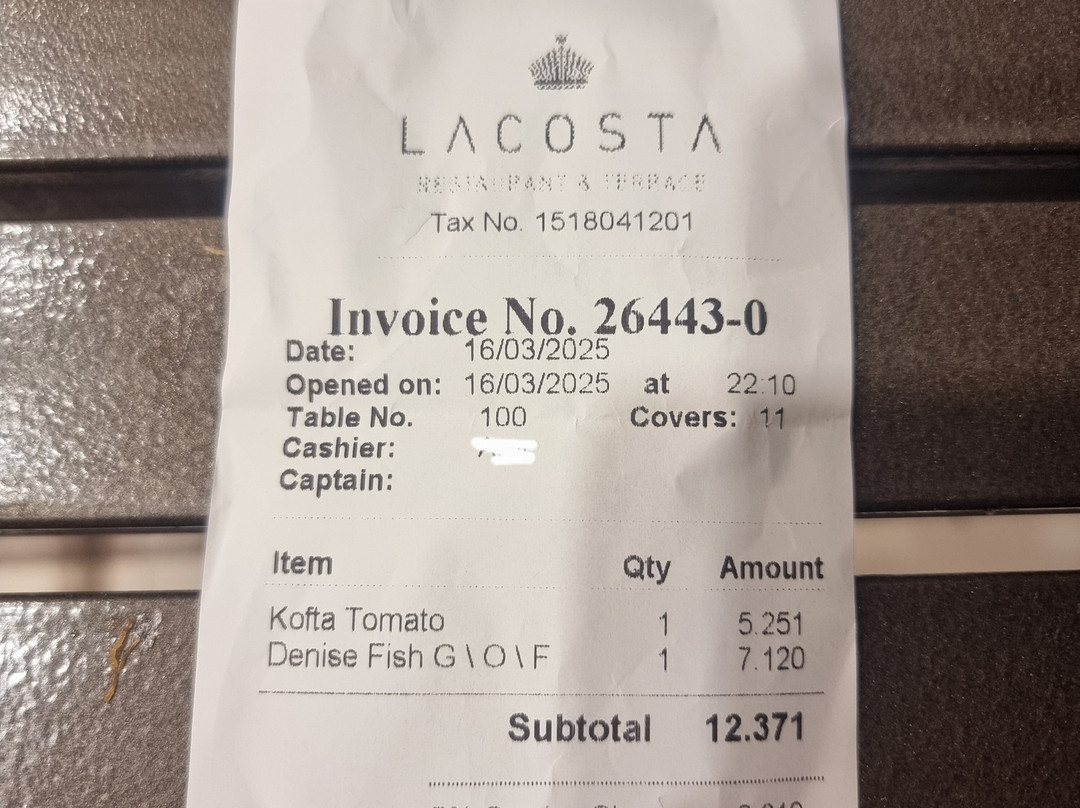 LACOSTA
RESTAURANT & TERRACE
Tax No. 1518041201
Invoice No. 26443-0
Date: 16/03/2025
Opened on: 16/03/2025 at 22:10
Table No. 100 Covers: 11
Cashier:
Captain:
Item Qty Amount
Kofta Tomato 1 5.251
Denise Fish G \ O \ F 1 7.120
Subtotal 12.371